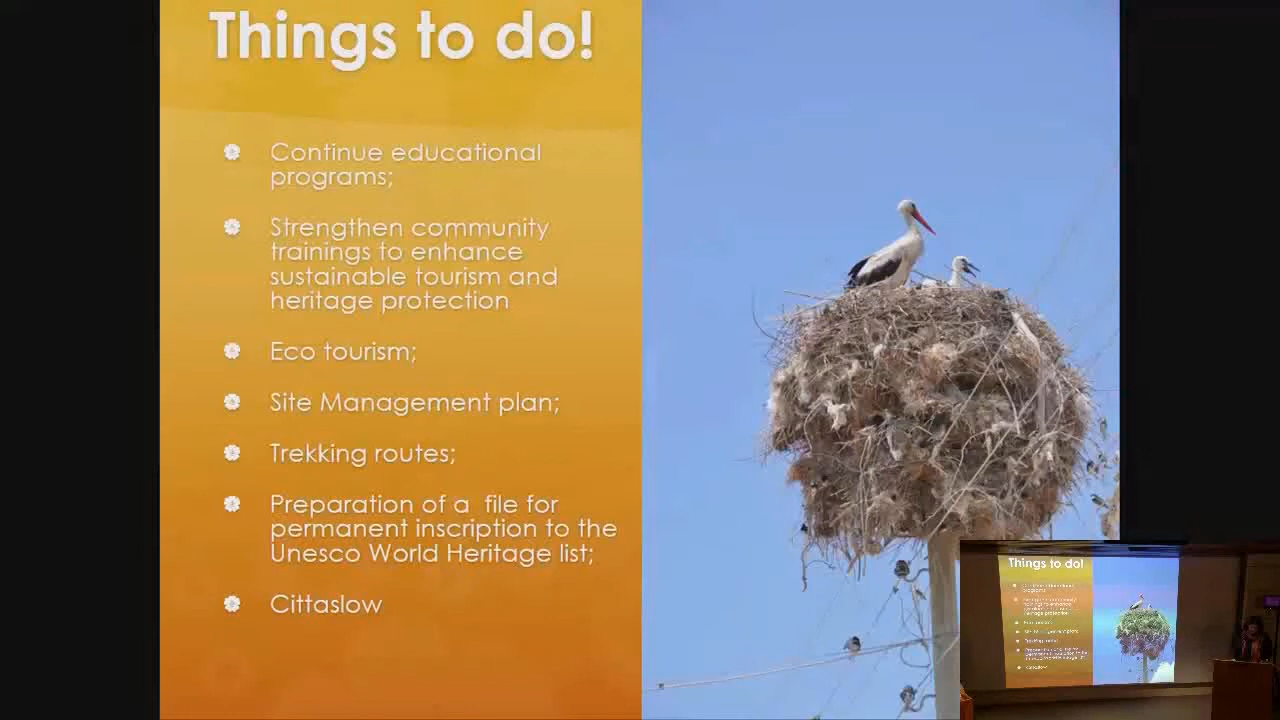 Things to do!
Continue educational
programs;
Strengthen community
trainings to enhance
sustainable tourism and
heritage protection
Eco tourism;
Site Management plan;
Trekking routes;
Preparation of a file for
permanent inscription to the
Unesco World Heritage list;
Cittaslow
Things to do!